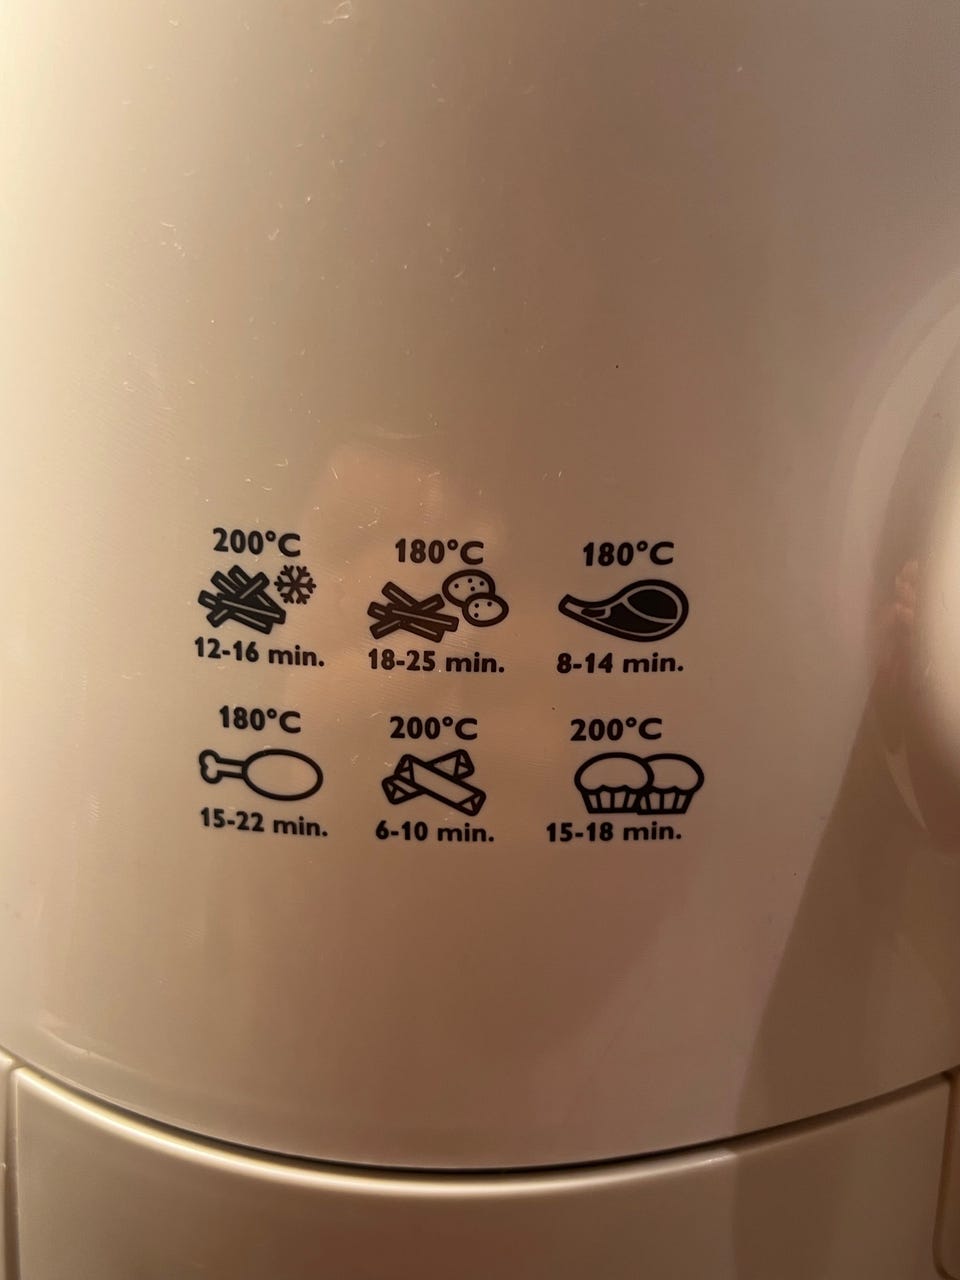 200°C
12-16 min.
180°C
18-25 min.
180°C
8-14 min.
180°C
15-22 min.
200°C
6-10 min.
200°C
15-18 min.